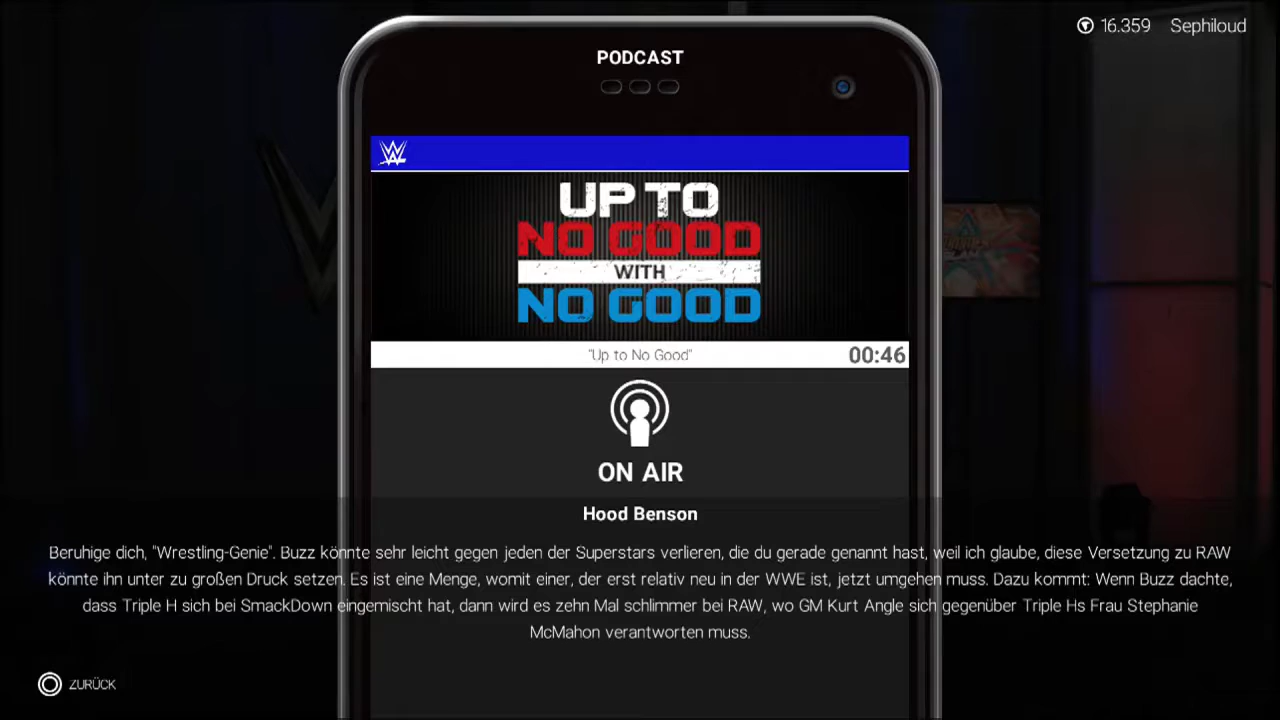 16.359 Sephiloud
PODCAST
W
UP TO
NO GOOD
WITH
NO GOOD
"Up to No Good" 00:46
ON AIR
Hood Benson
Beruhige dich, "Wrestling-Genie". Buzz könnte sehr leicht gegen jeden der Superstars verlieren, die du gerade genannt hast, weil ich glaube, diese Versetzung zu RAW
könnte ihn unter zu großen Druck setzen. Es ist eine Menge, womit einer, der erst relativ neu in der WWE ist, jetzt umgehen muss. Dazu kommt: Wenn Buzz dachte,
dass Triple H sich bei SmackDown eingemischt hat, dann wird es zehn Mal schlimmer bei RAW, wo GM Kurt Angle sich gegenüber Triple Hs Frau Stephanie
McMahon verantworten muss.
ZURÜCK